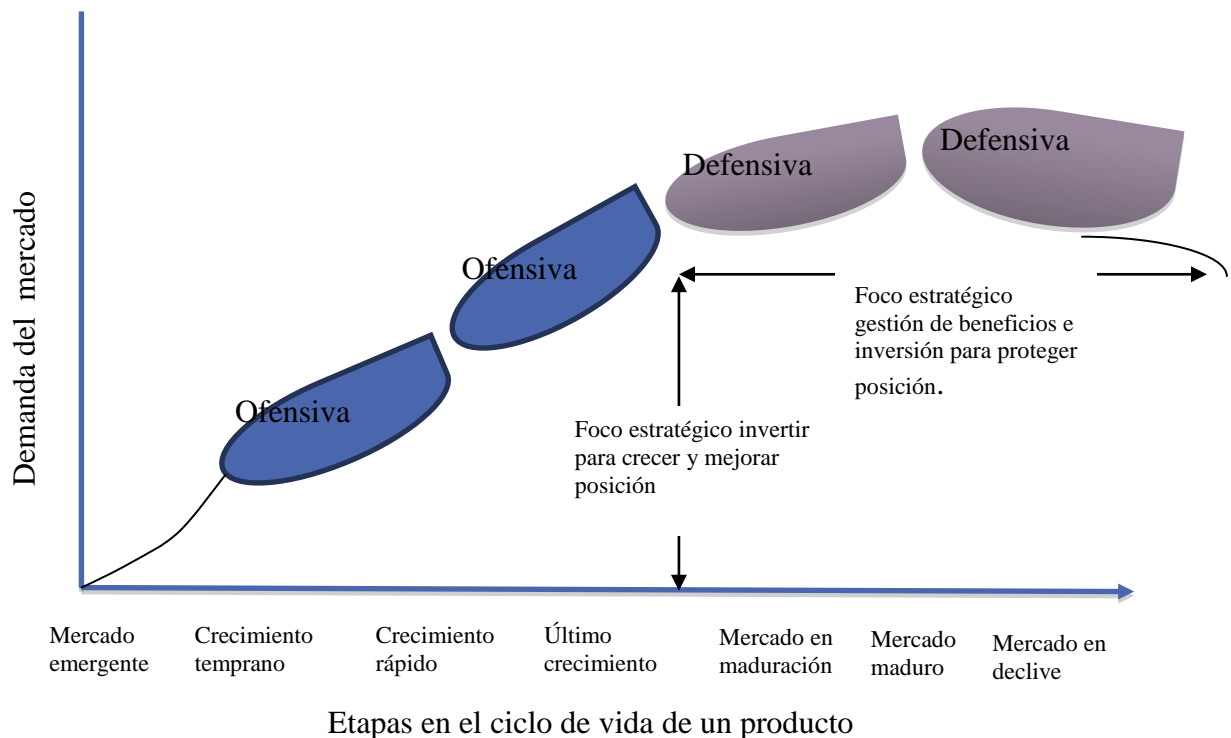 Demanda del mercado
Defensiva
Defensiva
Ofensiva
Ofensiva
Foco estratégico
gestión de beneficios e
inversión para proteger
posición.
Foco estratégico invertir
para crecer y mejorar
posición
Mercado
emergente
Crecimiento
temprano
Crecimiento
rápido
Último
crecimiento
Mercado en
maduración
Mercado
maduro
Mercado en
declive
Etapas en el ciclo de vida de un producto